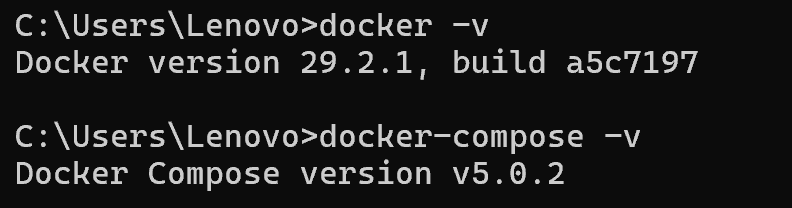 C:\Users\Lenovo>docker -v
Docker version 29.2.1, build a5c7197
C:\Users\Lenovo>docker-compose -v
Docker Compose version v5.0.2